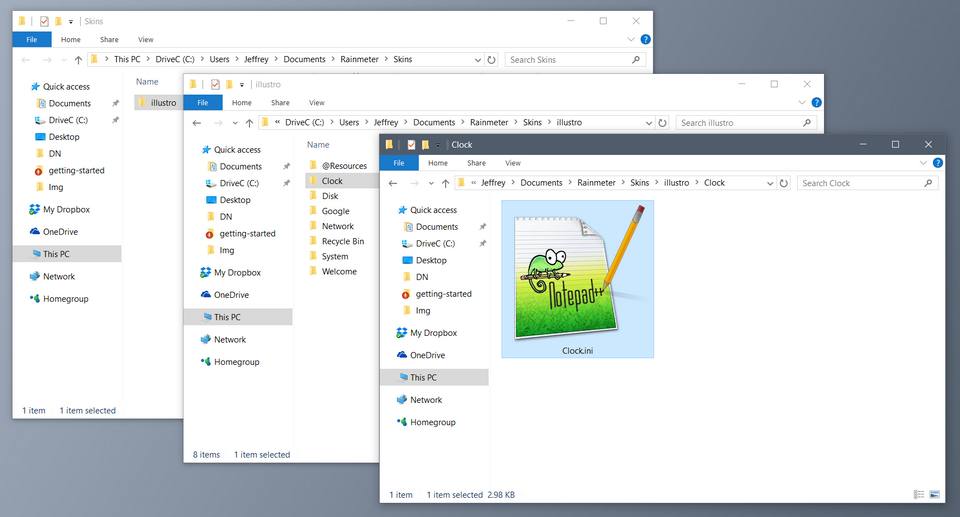 Skins
File Home Share View
This PC DriveC (C:) Users Jeffrey Documents Rainmeter Skins
Search Skins
Quick access
Documents
DriveC (C:)
Desktop
DN
getting-started
Img
My Dropbox
OneDrive
This PC
Network
Homegroup
Name
illustro
1 item 1 item selected
illustro
File Home Share View
« DriveC (C:) Users Jeffrey Documents Rainmeter Skins illustro
Search illustro
Quick access
Documents
DriveC (C:)
Desktop
DN
getting-started
Img
My Dropbox
OneDrive
This PC
Network
Homegroup
Name
@Resources
Clock
Disk
Google
Network
Recycle Bin
System
Welcome
8 items 1 item selected
Clock
File Home Share View
« Jeffrey Documents Rainmeter Skins illustro Clock
Search Clock
Quick access
Documents
DriveC (C:)
Desktop
DN
getting-started
Img
My Dropbox
OneDrive
This PC
Network
Homegroup
Notepad++
Clock.ini
1 item 1 item selected 2.98 KB